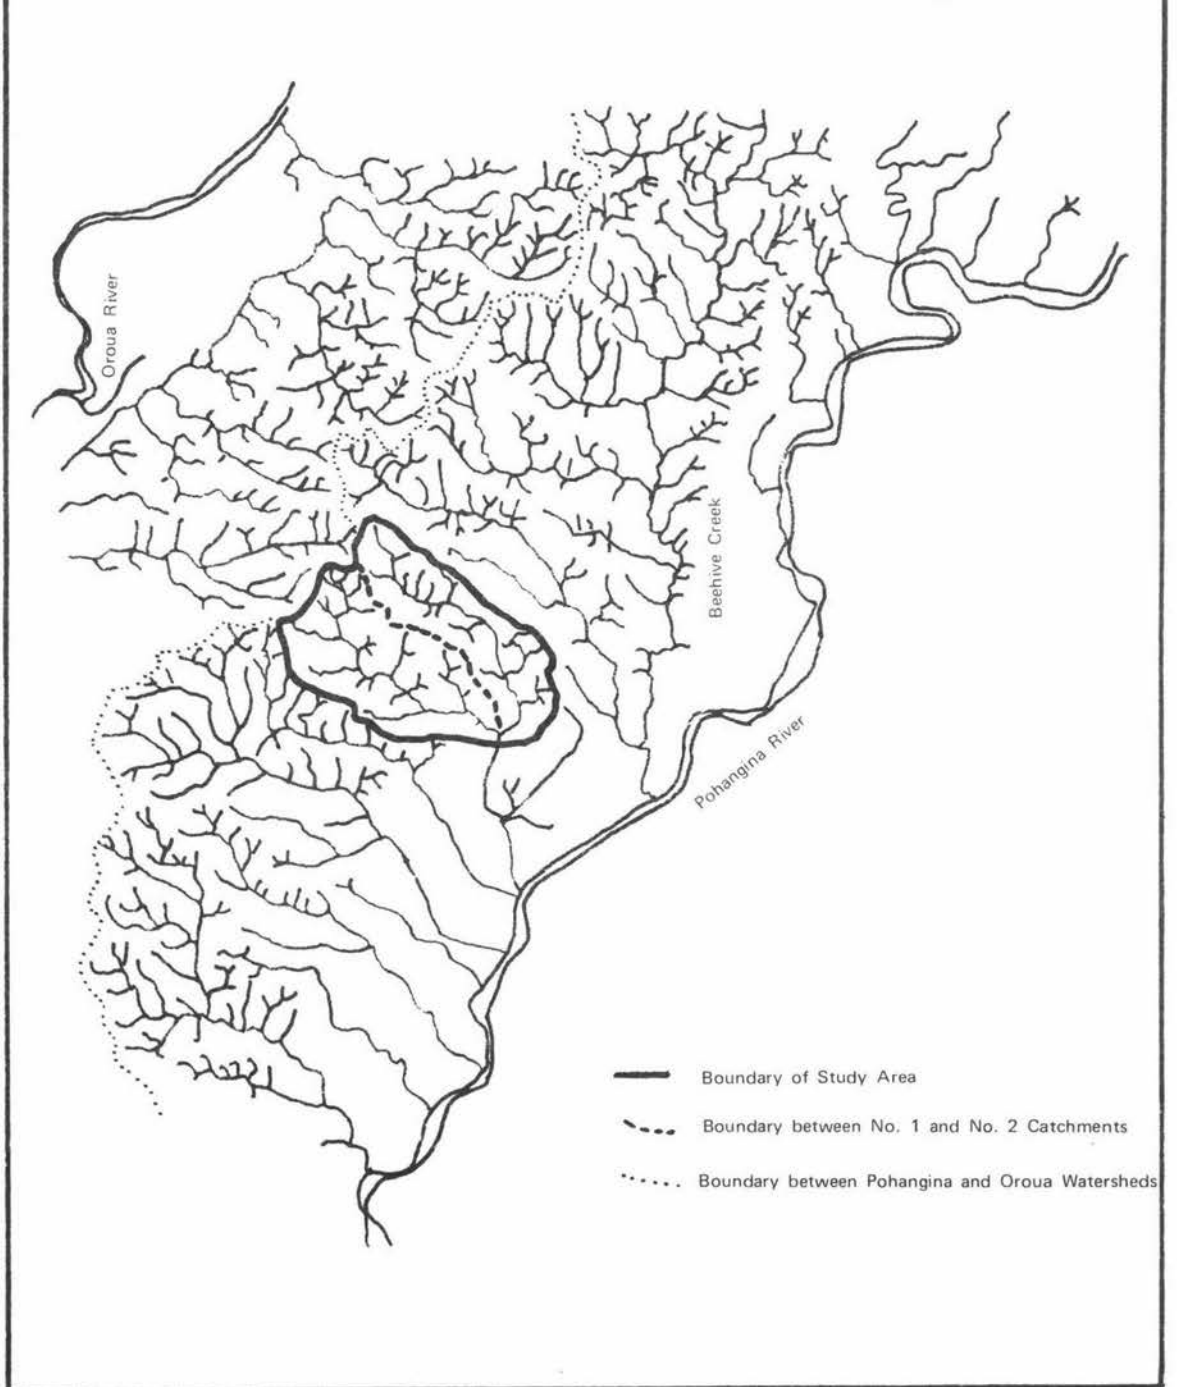 Oroua River
Beehive Creek
Pohangina River
Boundary of Study Area
Boundary between No. 1 and No. 2 Catchments
Boundary between Pohangina and Oroua Watersheds